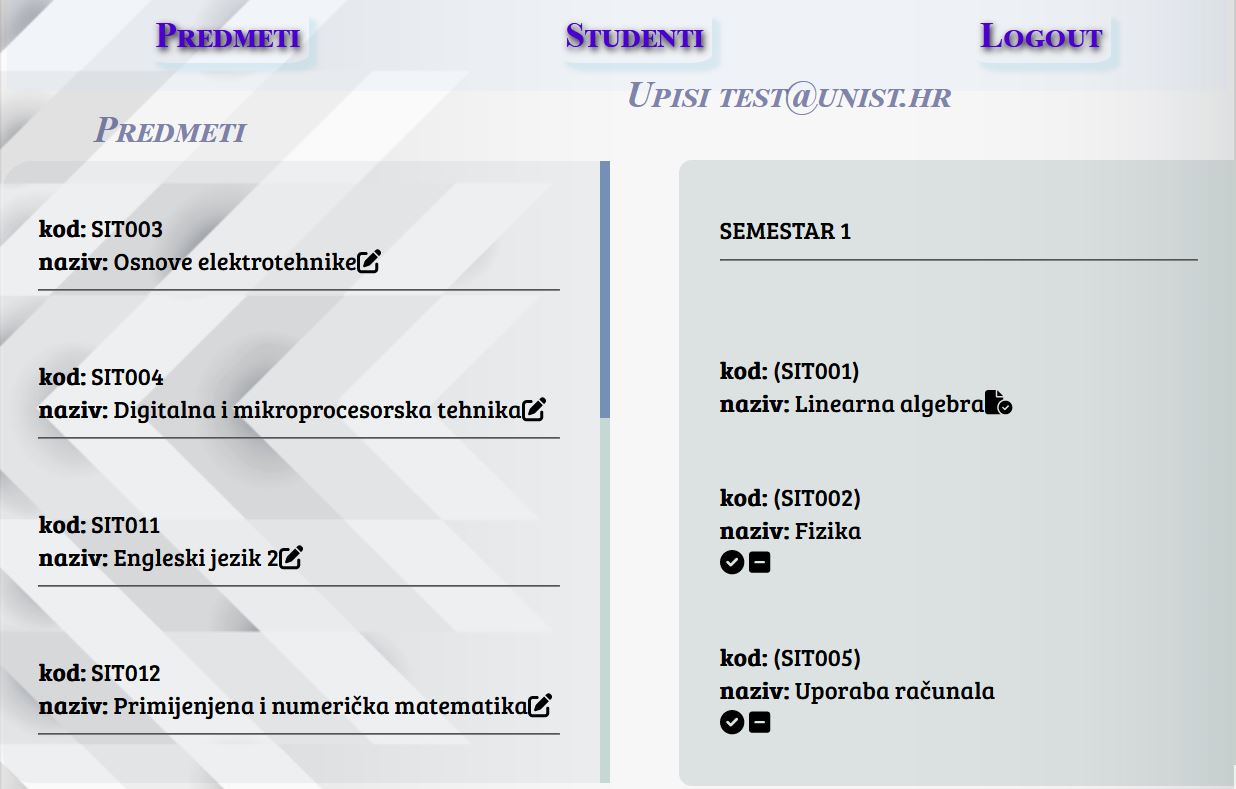 PREDMETI
STUDENTI
LOGOUT
UPISI TEST@UNIST.HR
PREDMETI
kod: SIT003
naziv: Osnove elektrotehnike
kod: SIT004
naziv: Digitalna i mikroprocesorska tehnika
kod: SIT011
naziv: Engleski jezik 2
kod: SIT012
naziv: Primijenjena i numerička matematika
SEMESTAR 1
kod: (SIT001)
naziv: Linearna algebra
kod: (SIT002)
naziv: Fizika
kod: (SIT005)
naziv: Uporaba računala